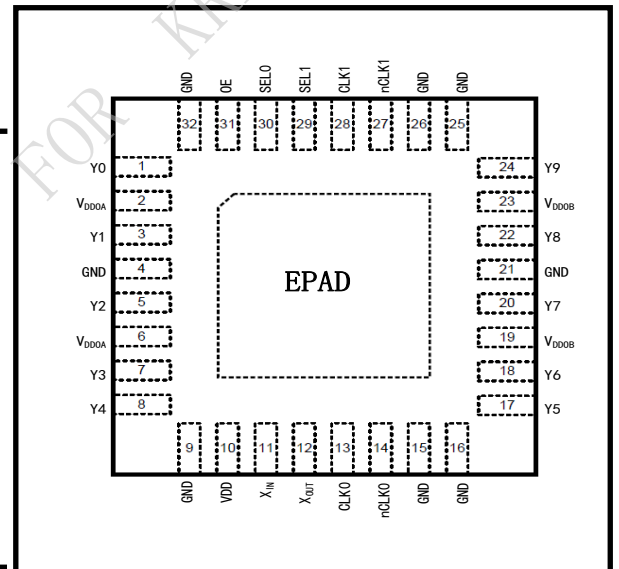 FOR
GND OE SEL0 SEL1 CLK1 nCLK1 GND GND
32 31 30 29 28 27 26 25
Y0 1 24 Y9
VDDOA 2 23 VDDOB
Y1 3 22 Y8
GND 4 21 GND
Y2 5 20 Y7
VDDOA 6 19 VDDOB
Y3 7 18 Y6
Y4 8 17 Y5
EPAD
9 10 11 12 13 14 15 16
GND VDD XIN XOUT CLK0 nCLK0 GND GND